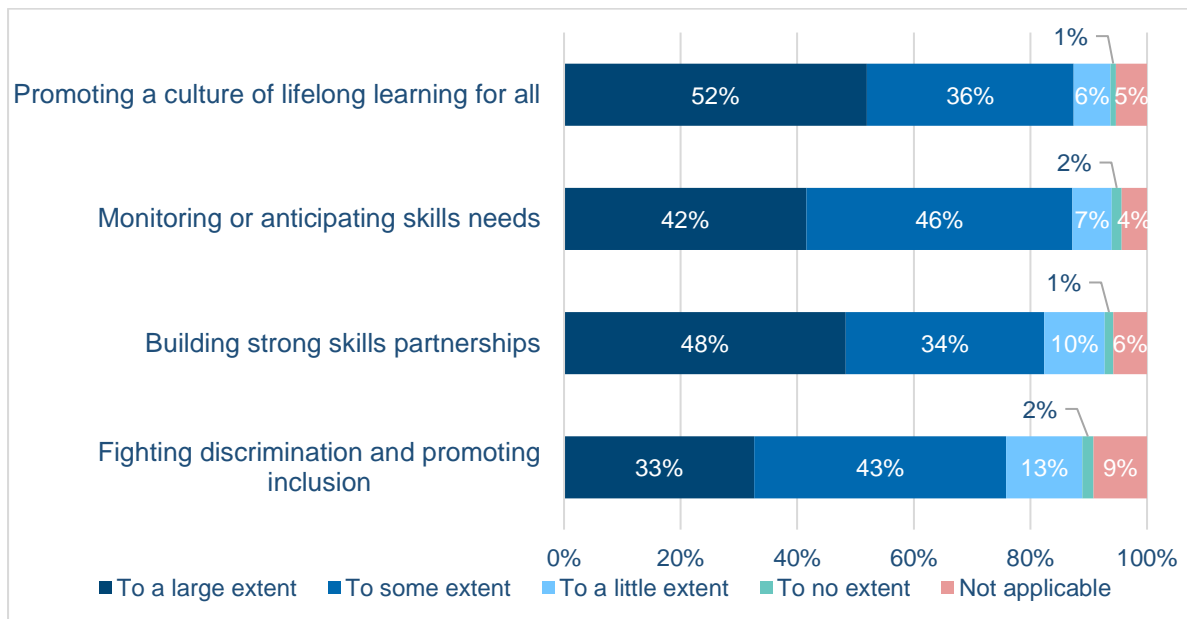 1%
Promoting a culture of lifelong learning for all 52% 36% 6% 5%
2%
Monitoring or anticipating skills needs 42% 46% 7% 4%
1%
Building strong skills partnerships 48% 34% 10% 6%
2%
Fighting discrimination and promoting
inclusion 33% 43% 13% 9%
0% 20% 40% 60% 80% 100%
To a large extent To some extent To a little extent To no extent Not applicable